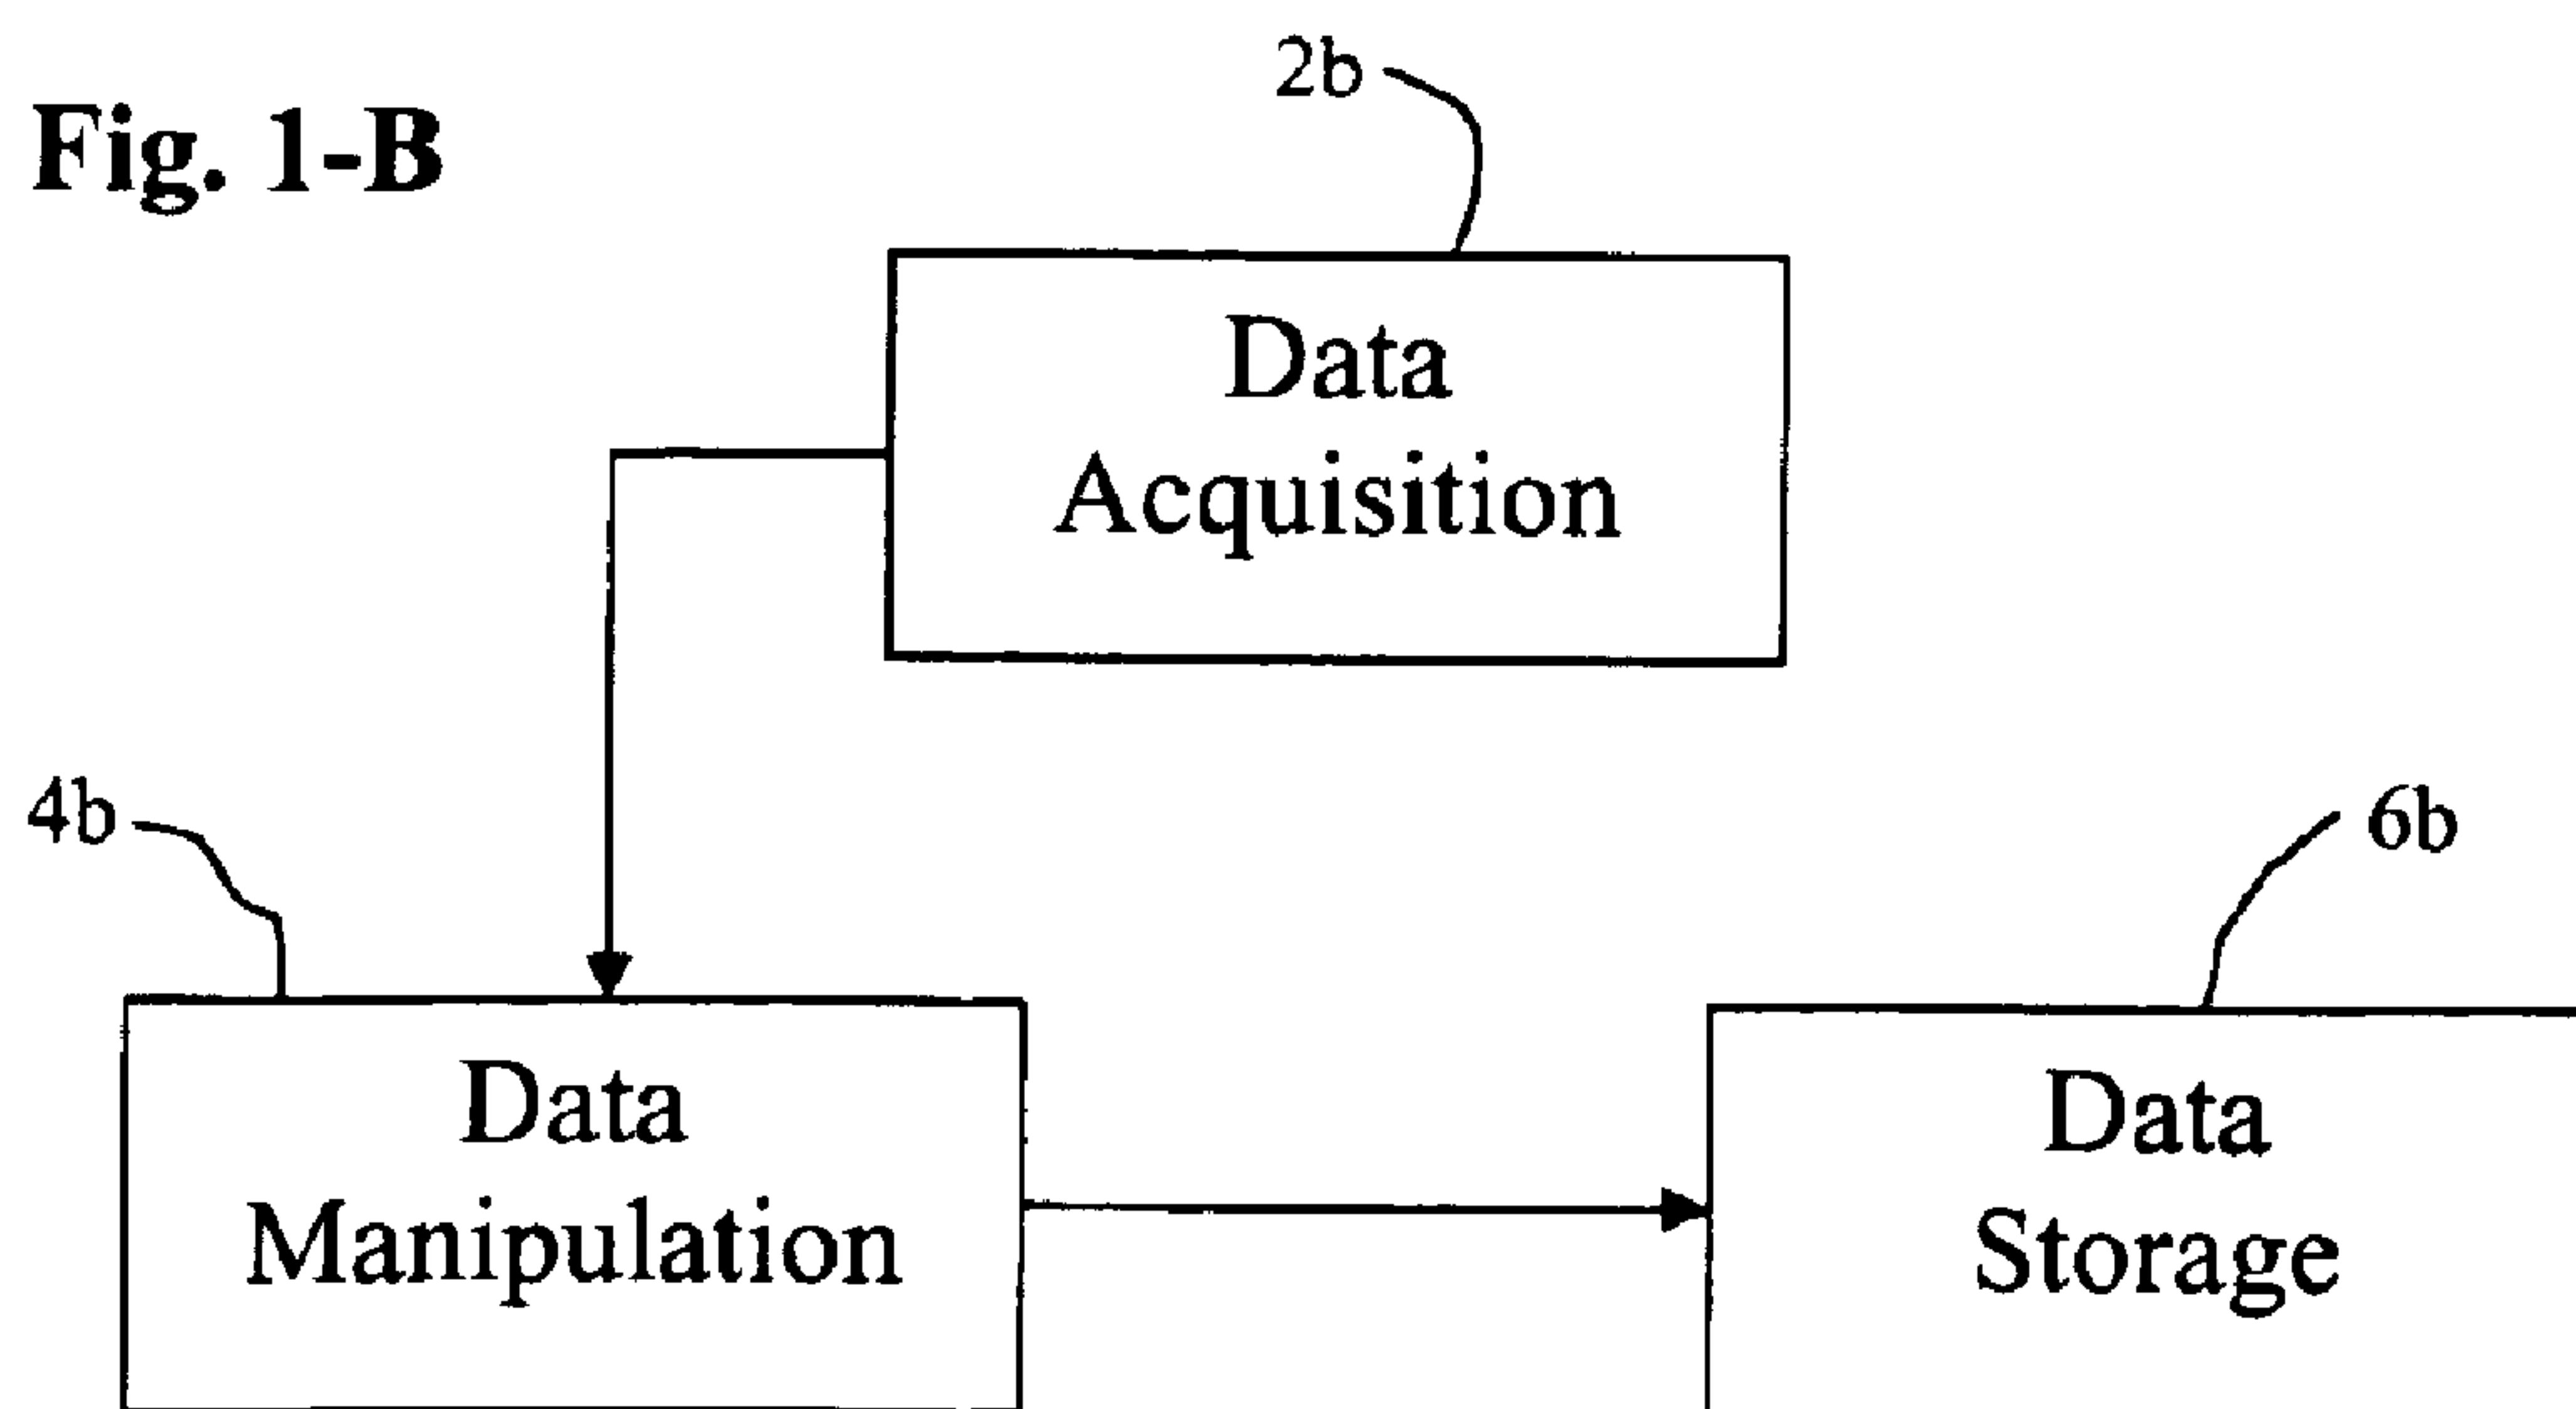 Fig. 1-B
2b
Data
Acquisition
4b
6b
Data
Manipulation
Data
Storage